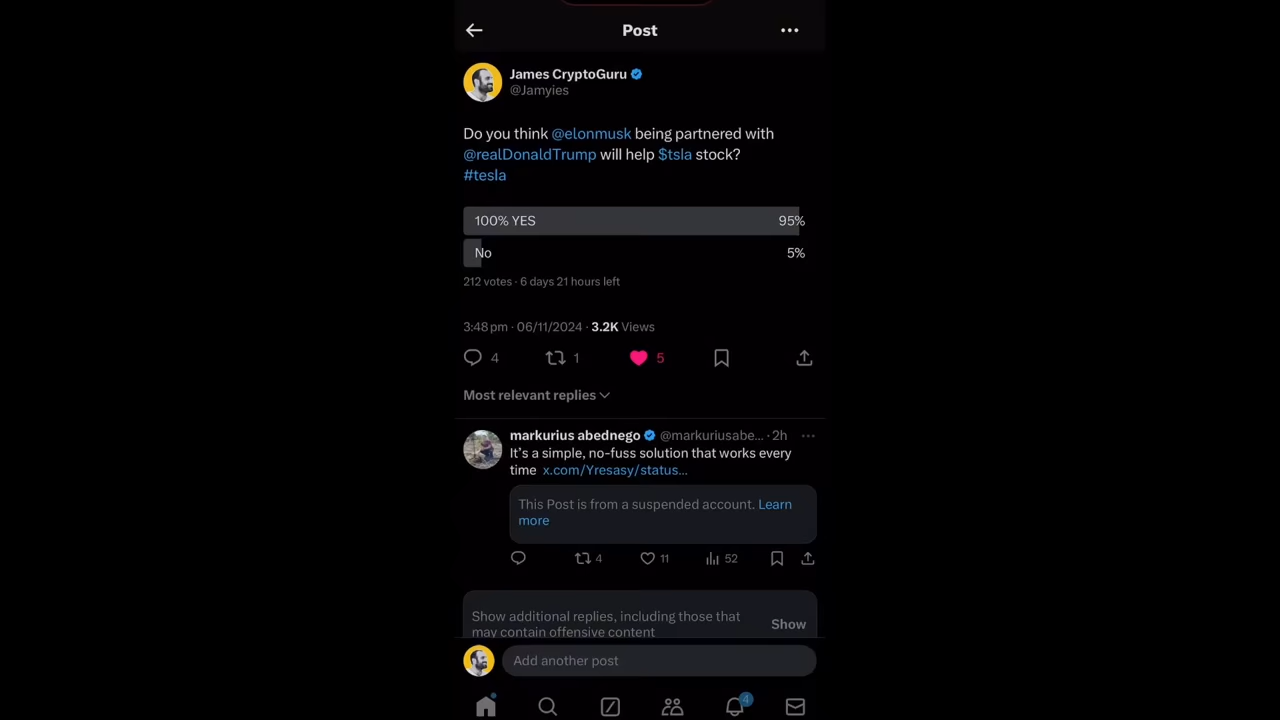 Post
James CryptoGuru
@Jamyies
Do you think @elonmusk being partnered with
@realDonaldTrump will help $tsla stock?
#tesla
100% YES 95%
No 5%
212 votes · 6 days 21 hours left
3:48 pm · 06/11/2024 · 3.2K Views
4 1 5
Most relevant replies
markurius abednego @markuriusabe... · 2h
It's a simple, no-fuss solution that works every
time x.com/Yresasy/status...
This Post is from a suspended account. Learn
more
4 11 52
Show additional replies, including those that
may contain offensive content
Show
Add another post
4